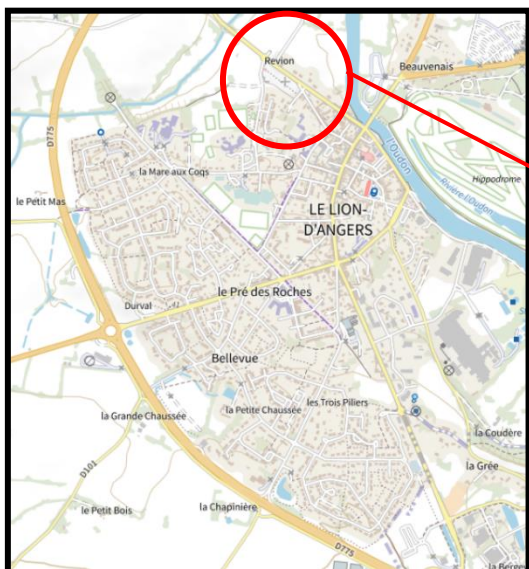 Revion
Beauvenais
D775
l'Oudon
la Mare aux Coqs
Hippodrome
Rivière l'Oudon
le Petit Mas
LE LION-
D'ANGERS
le Pré des Roches
Durval
Bellevue
les Trois Piliers
la Grande Chaussée
la Petite Chaussée
la Coudère
D101
la Grée
le Petit Bois
la Chapinière
D775